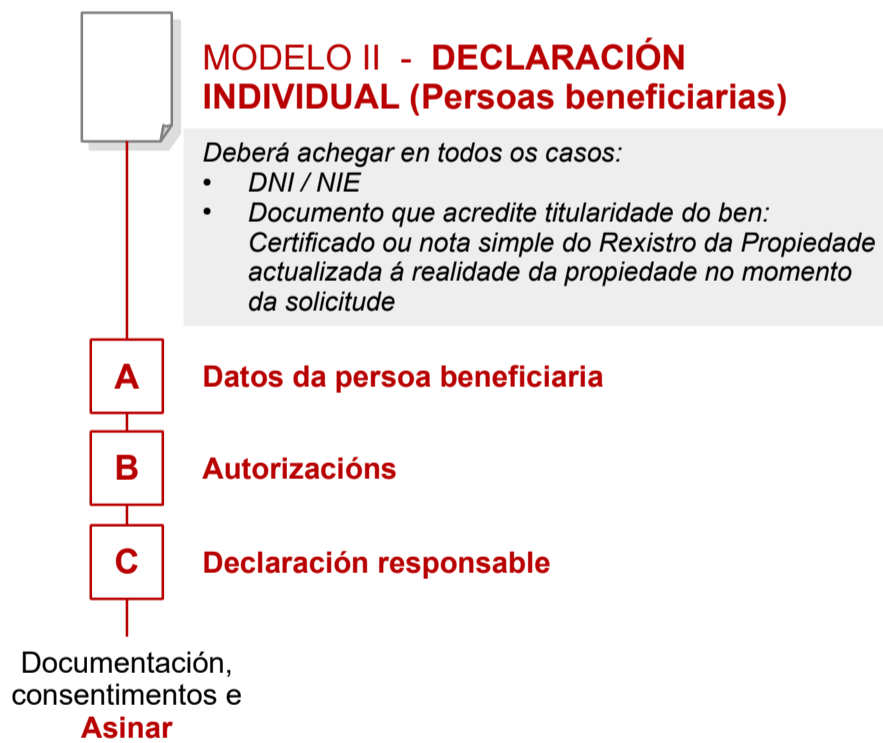 MODELO II - DECLARACIÓN
INDIVIDUAL (Persoas beneficiarias)
Deberá achegar en todos os casos:
• DNI / NIE
• Documento que acredite titularidade do ben:
Certificado ou nota simple do Rexistro da Propiedade
actualizada á realidade da propiedade no momento
da solicitude
A Datos da persoa beneficiaria
B Autorizacións
C Declaración responsable
Documentación,
consentimentos e
Asinar